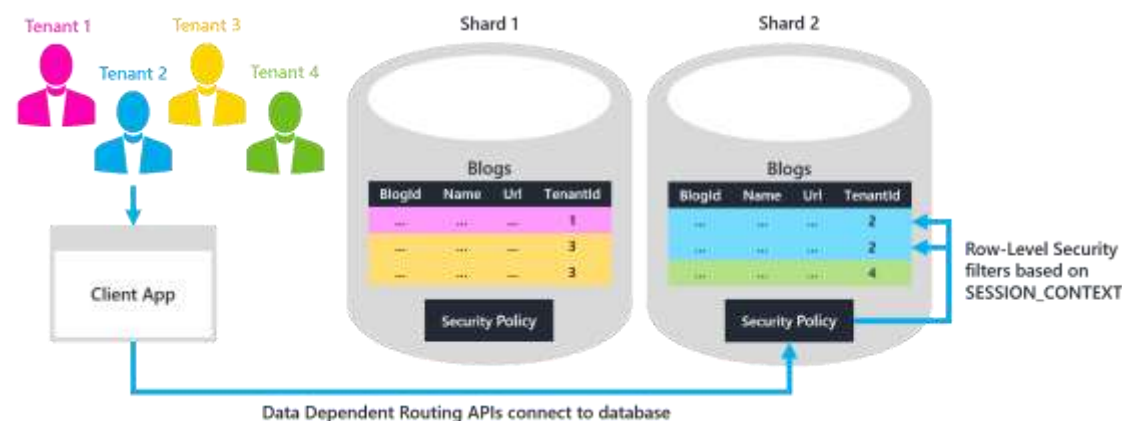 Tenant 1
Tenant 3
Tenant 2
Tenant 4
Client App
Shard 1
Blogs
BlogId Name Url TenantId
... ... ... 1
... ... ... 3
... ... ... 3
Security Policy
Shard 2
Blogs
BlogId Name Url TenantId
... ... ... 2
... ... ... 2
... ... ... 4
Security Policy
Row-Level Security
filters based on
SESSION_CONTEXT
Data Dependent Routing APIs connect to database